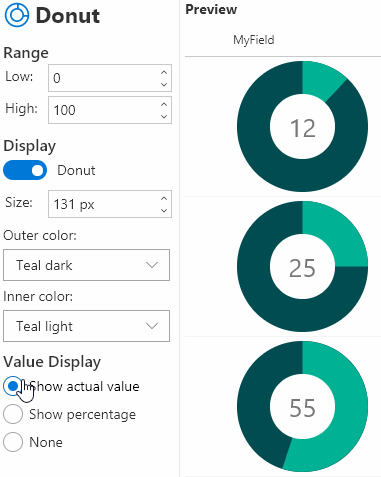 Donut
Range
Low: 0
High: 100
Display
Donut
Size: 131 px
Outer color:
Teal dark
Inner color:
Teal light
Value Display
Show actual value
Show percentage
None
Preview
MyField
12
25
55